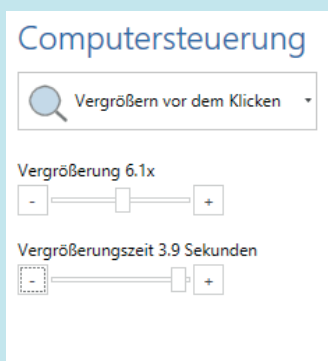 Computersteuerung
Vergrößern vor dem Klicken
Vergrößerung 6.1x
- +
Vergrößerungszeit 3.9 Sekunden
- +